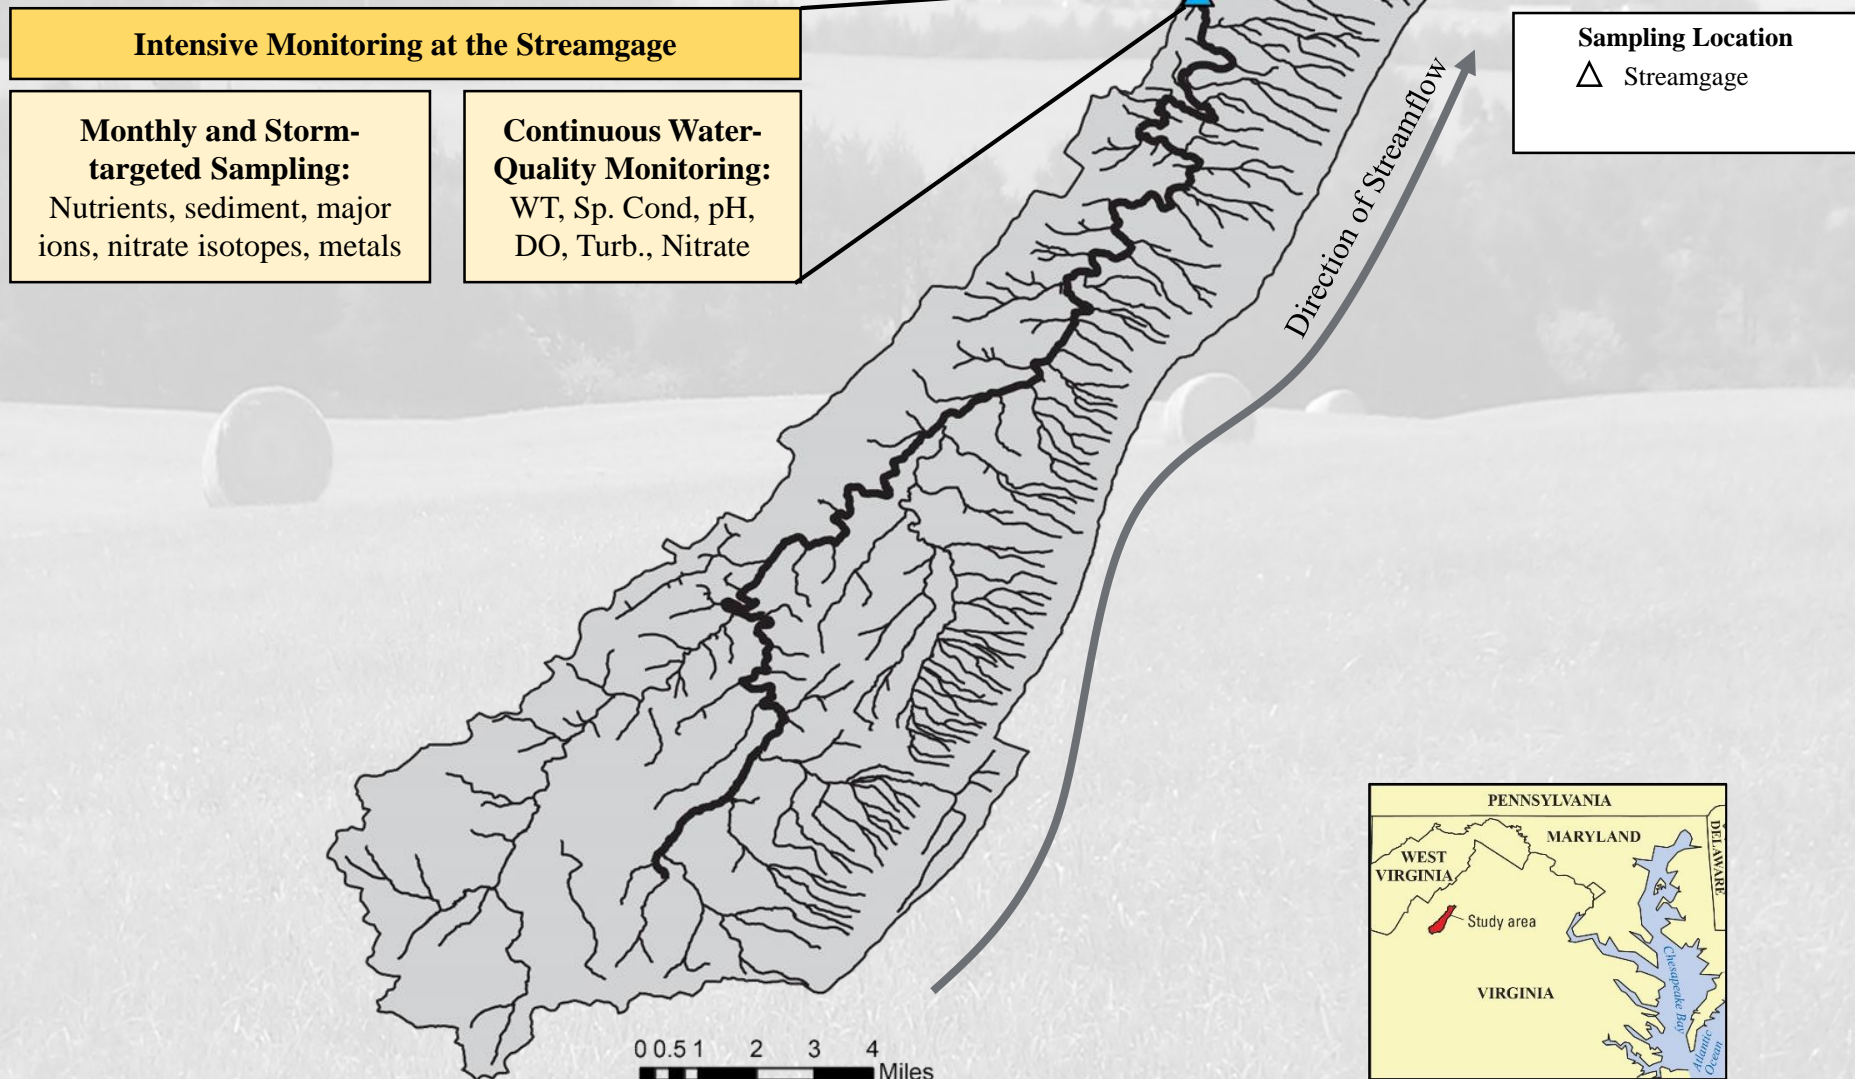 Intensive Monitoring at the Streamgage
Monthly and Storm-
targeted Sampling:
Nutrients, sediment, major
ions, nitrate isotopes, metals
Continuous Water-
Quality Monitoring:
WT, Sp. Cond, pH,
DO, Turb., Nitrate
Sampling Location
Streamgage
Direction of Streamflow
PENNSYLVANIA
MARYLAND
DELAWARE
WEST
VIRGINIA
Study area
VIRGINIA
Chesapeake Bay
Atlantic
Ocean
0 0.5 1 2 3 4
Miles